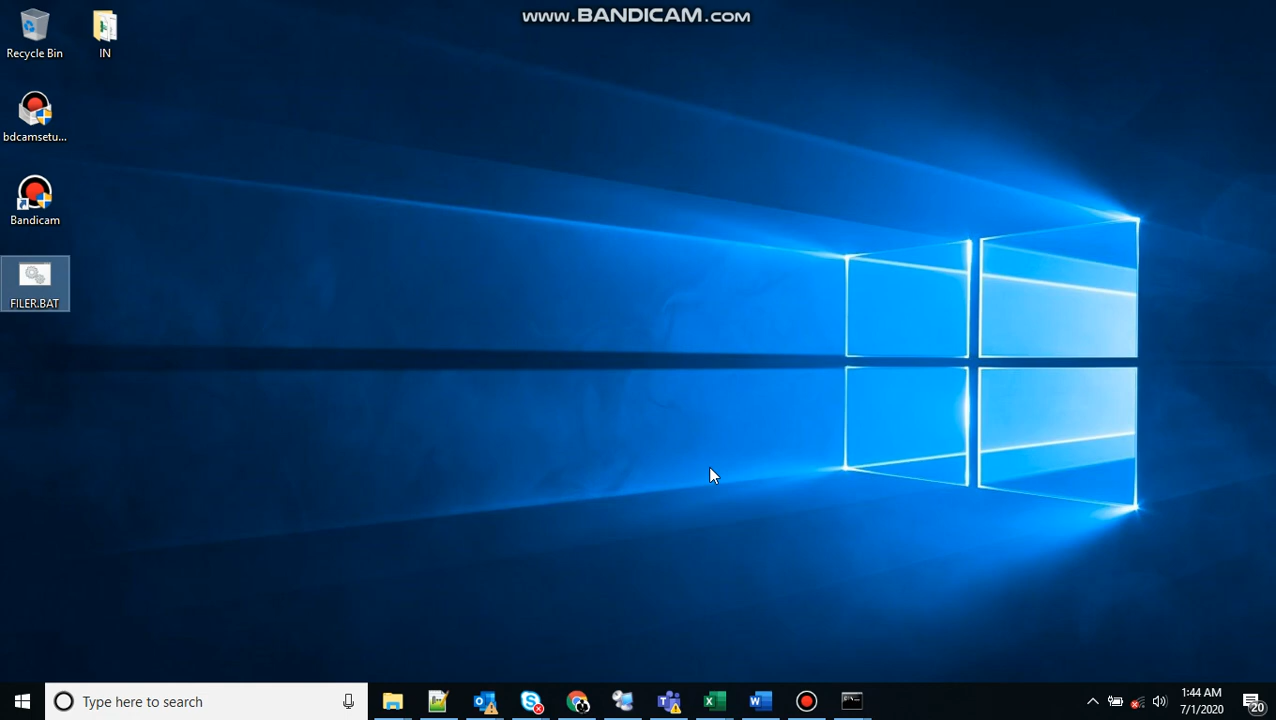 www.BANDICAM.com
Recycle Bin
IN
bdcamsetu...
Bandicam
FILER.BAT
Type here to search
1:44 AM
7/1/2020
20